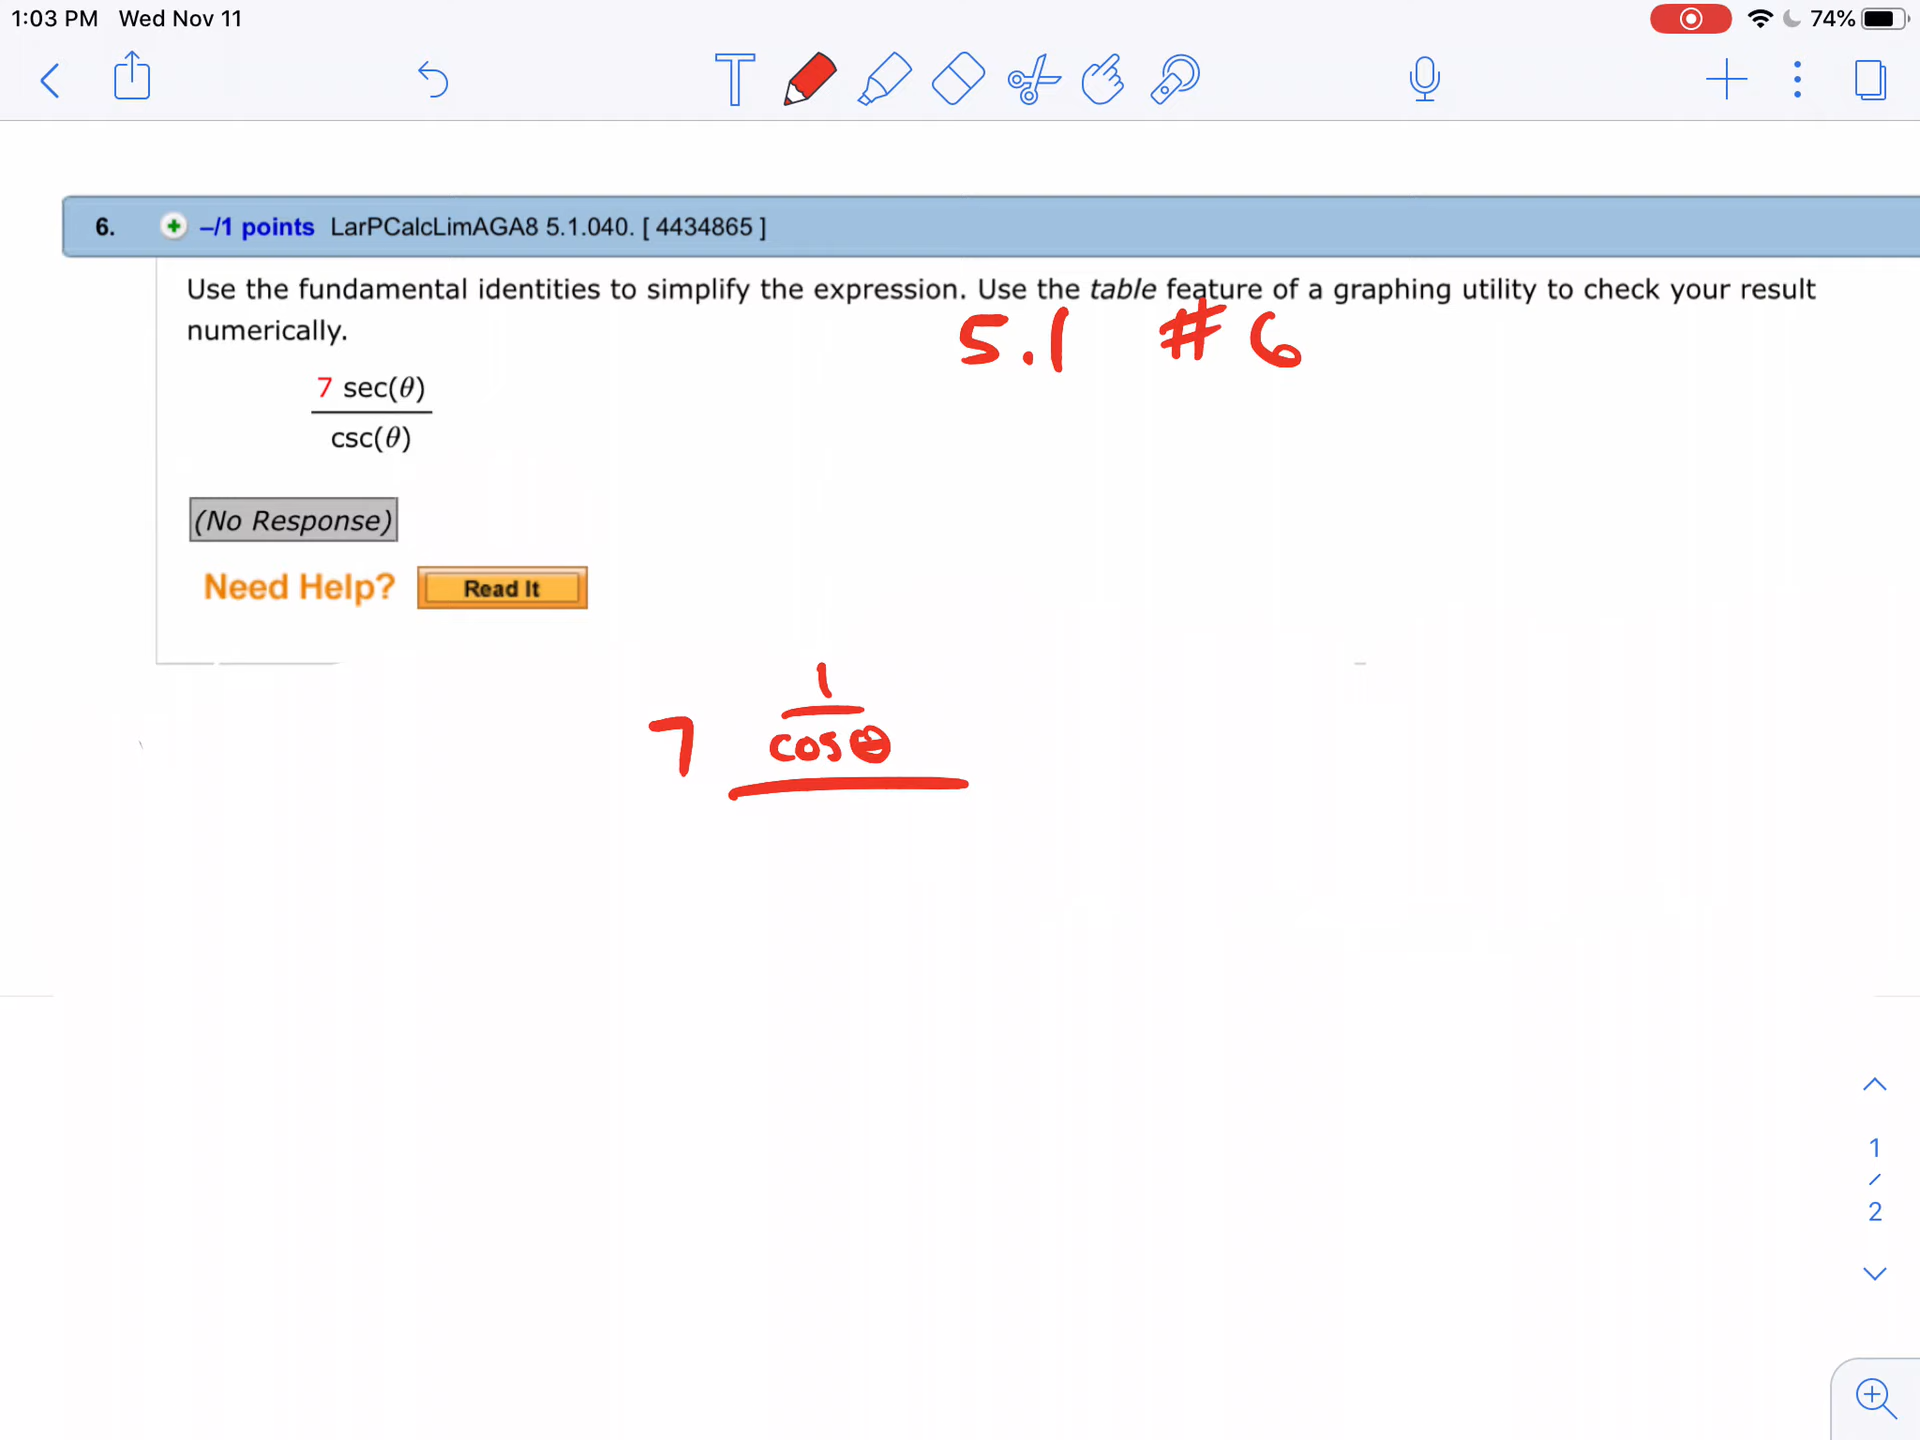 1:03 PM Wed Nov 11 74%
6. –/1 points LarPCalcLimAGA8 5.1.040. [ 4434865 ]
Use the fundamental identities to simplify the expression. Use the table feature of a graphing utility to check your result
numerically.
5.1 #6
7 sec(θ)
csc(θ)
(No Response)
Need Help? Read It
1
7 cos θ
1
/
2